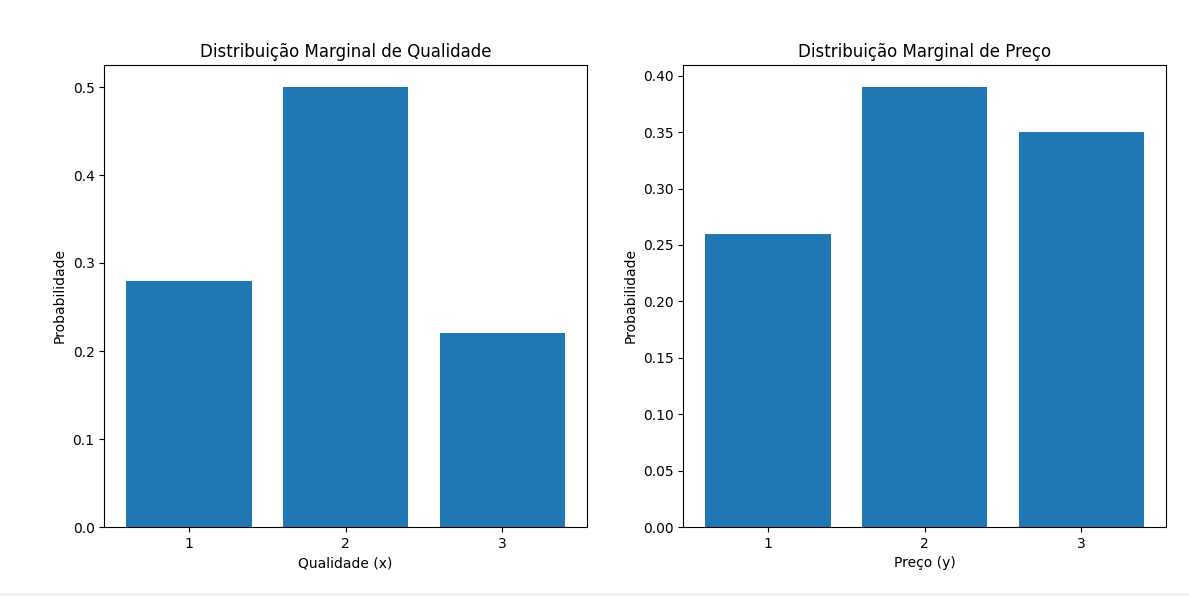 Distribuição Marginal de Qualidade
0.5
0.4
0.3
0.2
0.1
0.0
Probabilidade
1 2 3
Qualidade (x)
Distribuição Marginal de Preço
0.40
0.35
0.30
0.25
0.20
0.15
0.10
0.05
0.00
Probabilidade
1 2 3
Preço (y)